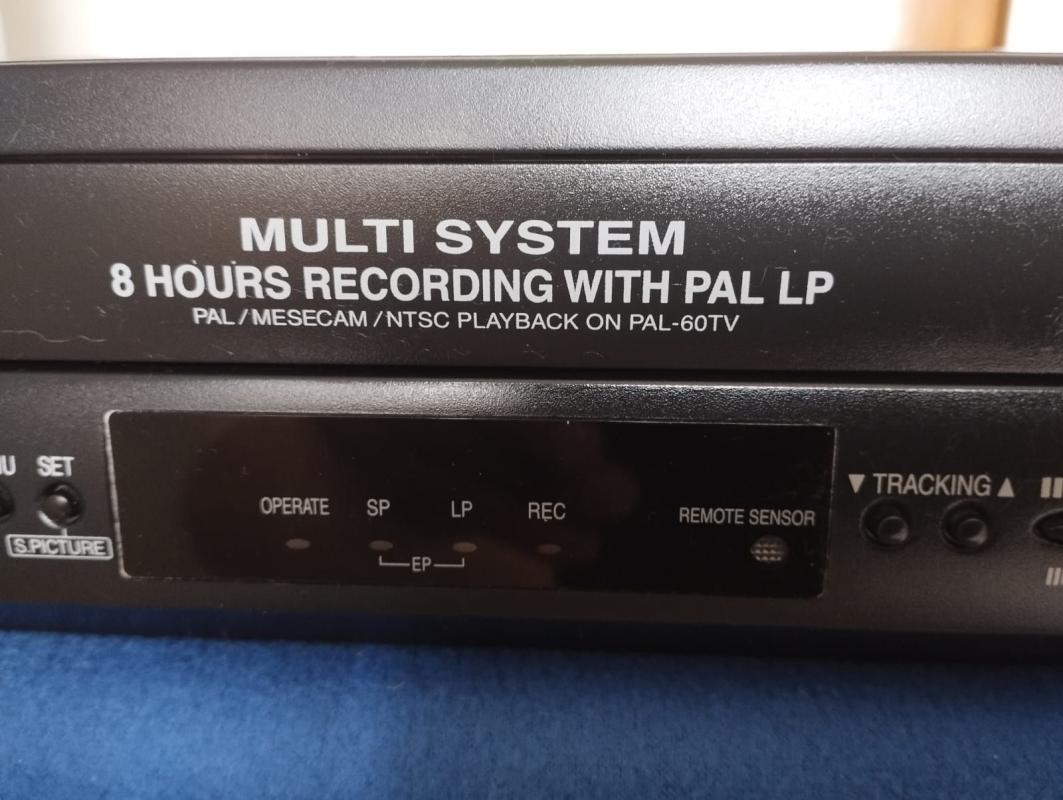 MULTI SYSTEM
8 HOURS RECORDING WITH PAL LP
PAL/MESECAM/NTSC PLAYBACK ON PAL-60TV
SET
S.PICTURE
OPERATE SP LP REC
EP
REMOTE SENSOR
▼ TRACKING ▲